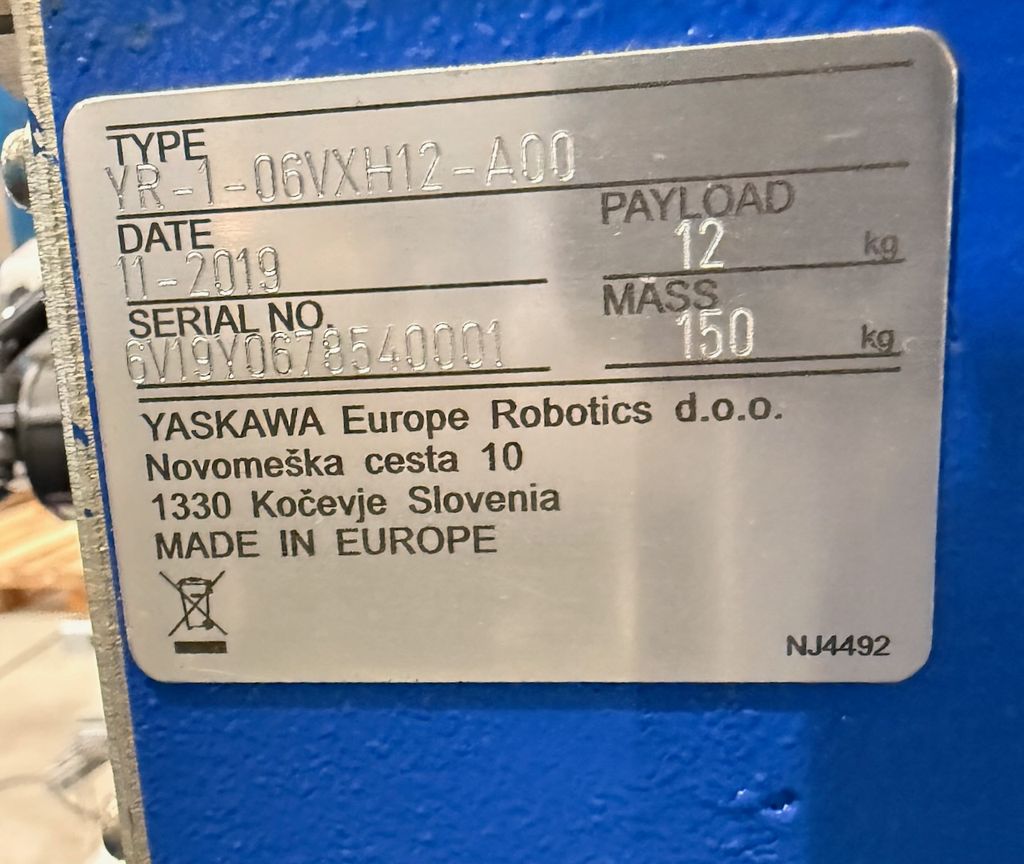 TYPE
YR-1-06VXH12-A00
DATE
11-2019
PAYLOAD
12 kg
SERIAL NO.
6V19Y0678540001
MASS
150 kg
YASKAWA Europe Robotics d.o.o.
Novomeška cesta 10
1330 Kočevje Slovenia
MADE IN EUROPE
NJ4492